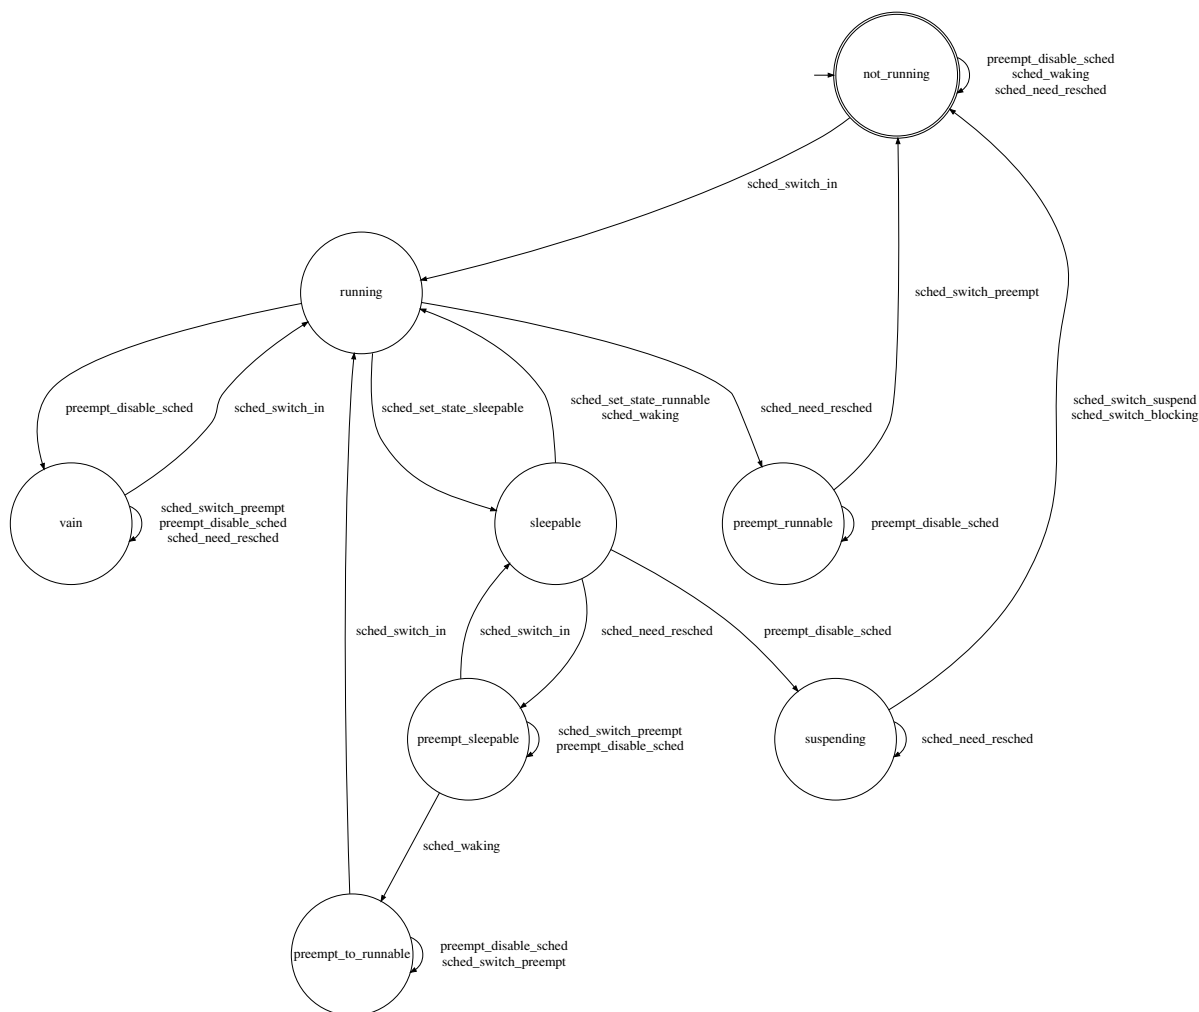 preempt_disable_sched
not_running
sched_waking
sched_need_resched
sched_switch_in
running
sched_switch_preempt
preempt_disable_sched
sched_switch_in
sched_set_state_sleepable
sched_set_state_runnable
sched_waking
sched_need_resched
sched_switch_suspend
sched_switch_blocking
vain
sched_switch_preempt
preempt_disable_sched
sched_need_resched
sleepable
preempt_runnable
preempt_disable_sched
sched_switch_in
sched_switch_in
sched_need_resched
preempt_disable_sched
preempt_sleepable
sched_switch_preempt
preempt_disable_sched
suspending
sched_need_resched
sched_waking
preempt_to_runnable
preempt_disable_sched
sched_switch_preempt